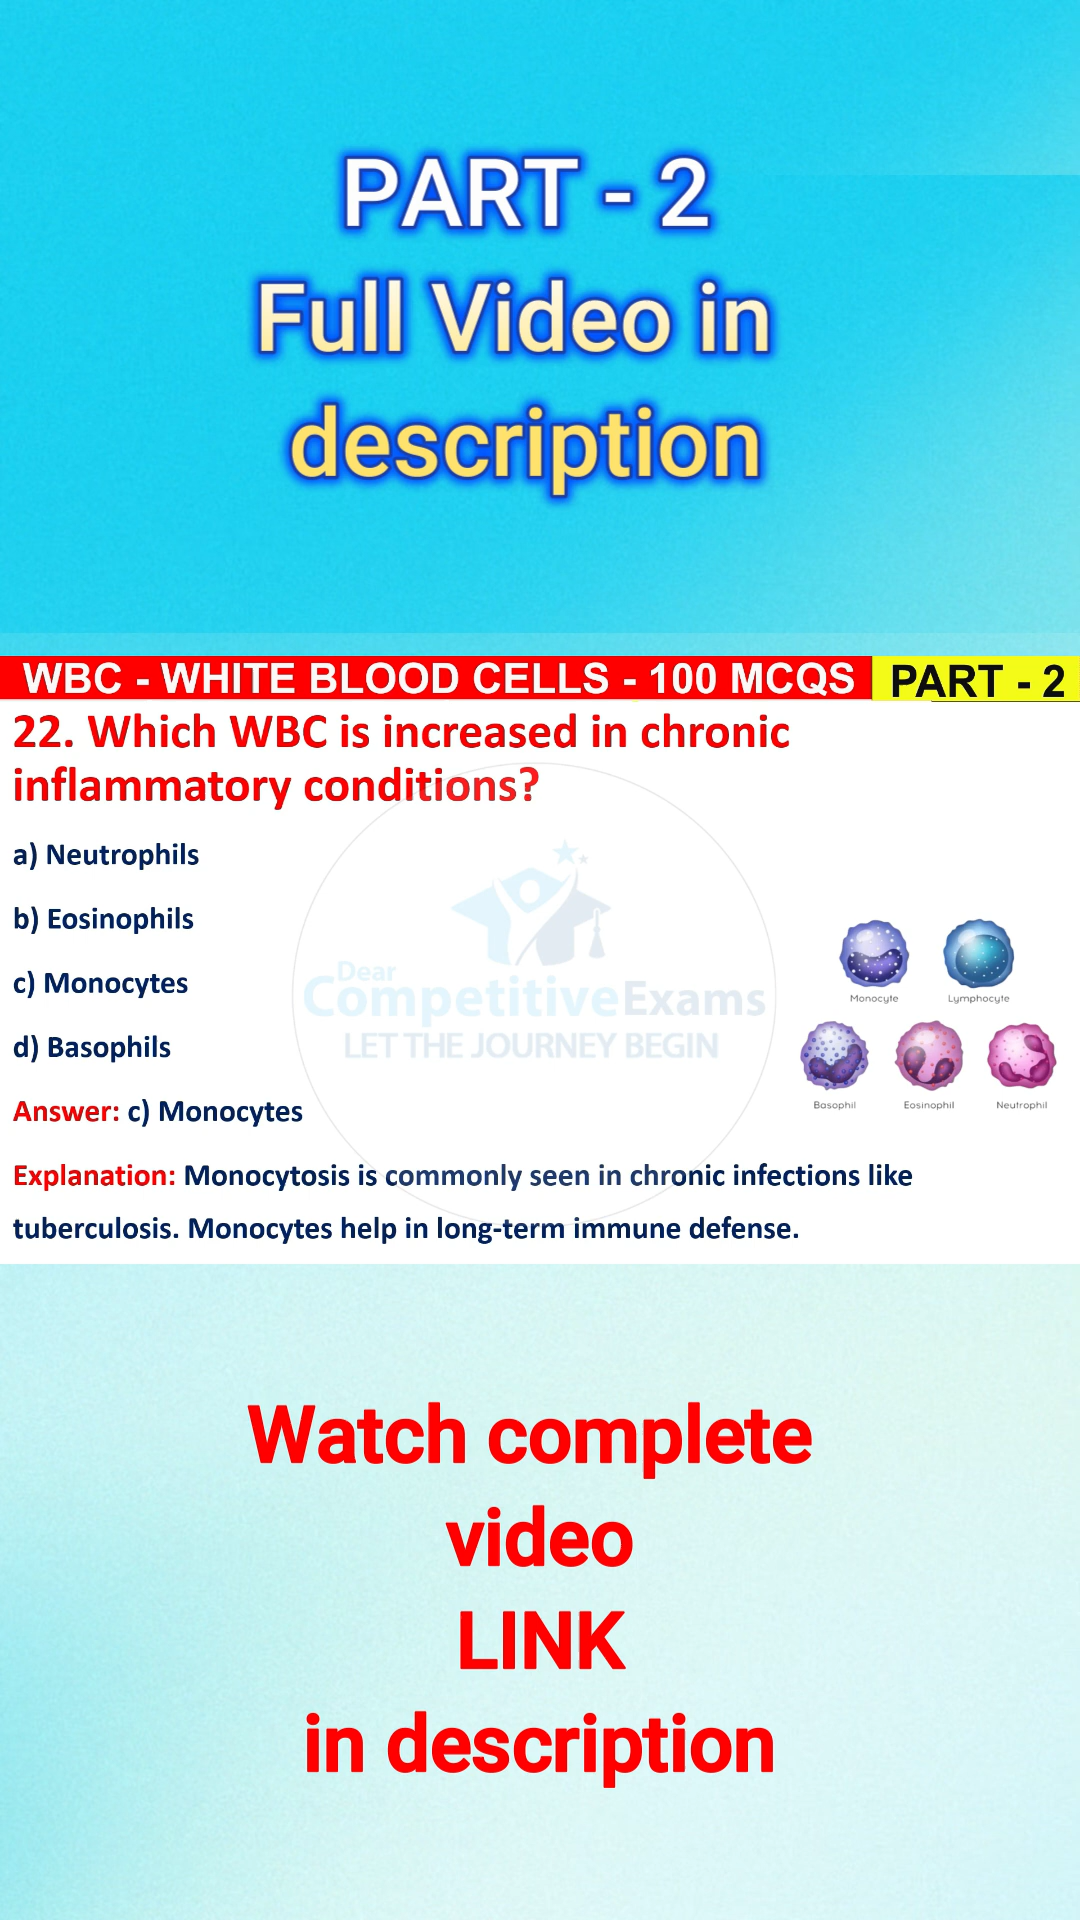 PART - 2
Full Video in
description
WBC - WHITE BLOOD CELLS - 100 MCQS PART - 2
22. Which WBC is increased in chronic
inflammatory conditions?
a) Neutrophils
b) Eosinophils
c) Monocytes
d) Basophils
Answer: c) Monocytes
Explanation: Monocytosis is commonly seen in chronic infections like
tuberculosis. Monocytes help in long-term immune defense.
Dear
CompetitiveExams
LET THE JOURNEY BEGIN
Monocyte Lymphocyte
Basophil Eosinophil Neutrophil
Watch complete
video
LINK
in description